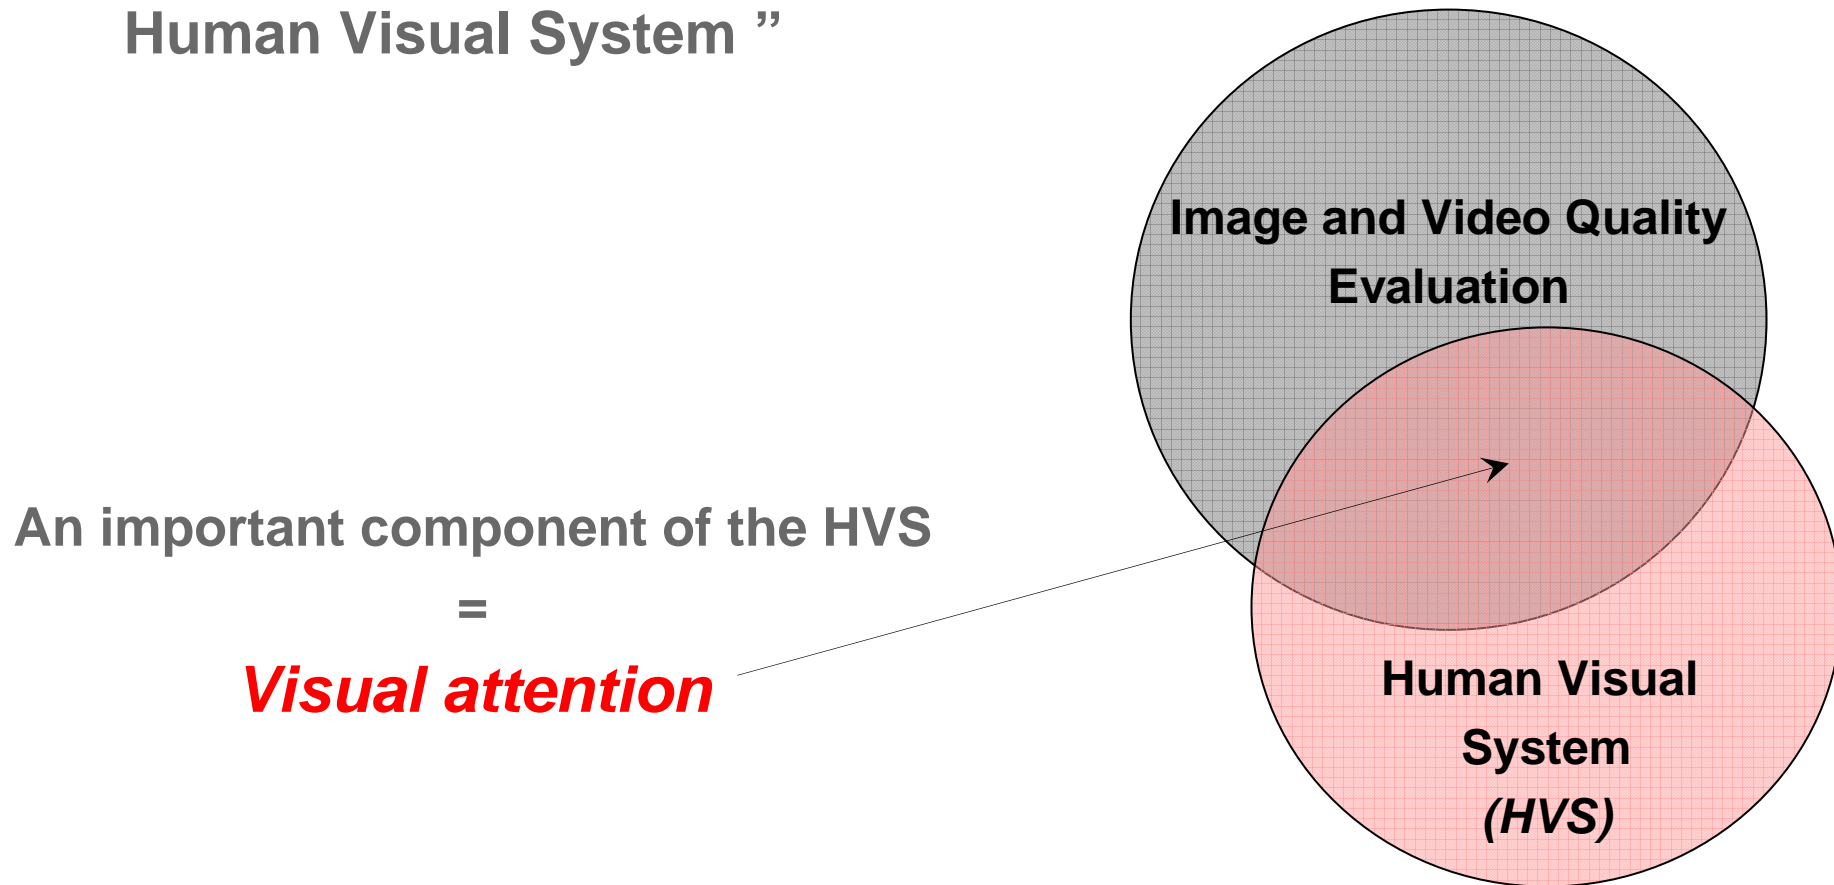 Human Visual System ”
Image and Video Quality
Evaluation
An important component of the HVS
=
Visual attention
Human Visual
System
(HVS)